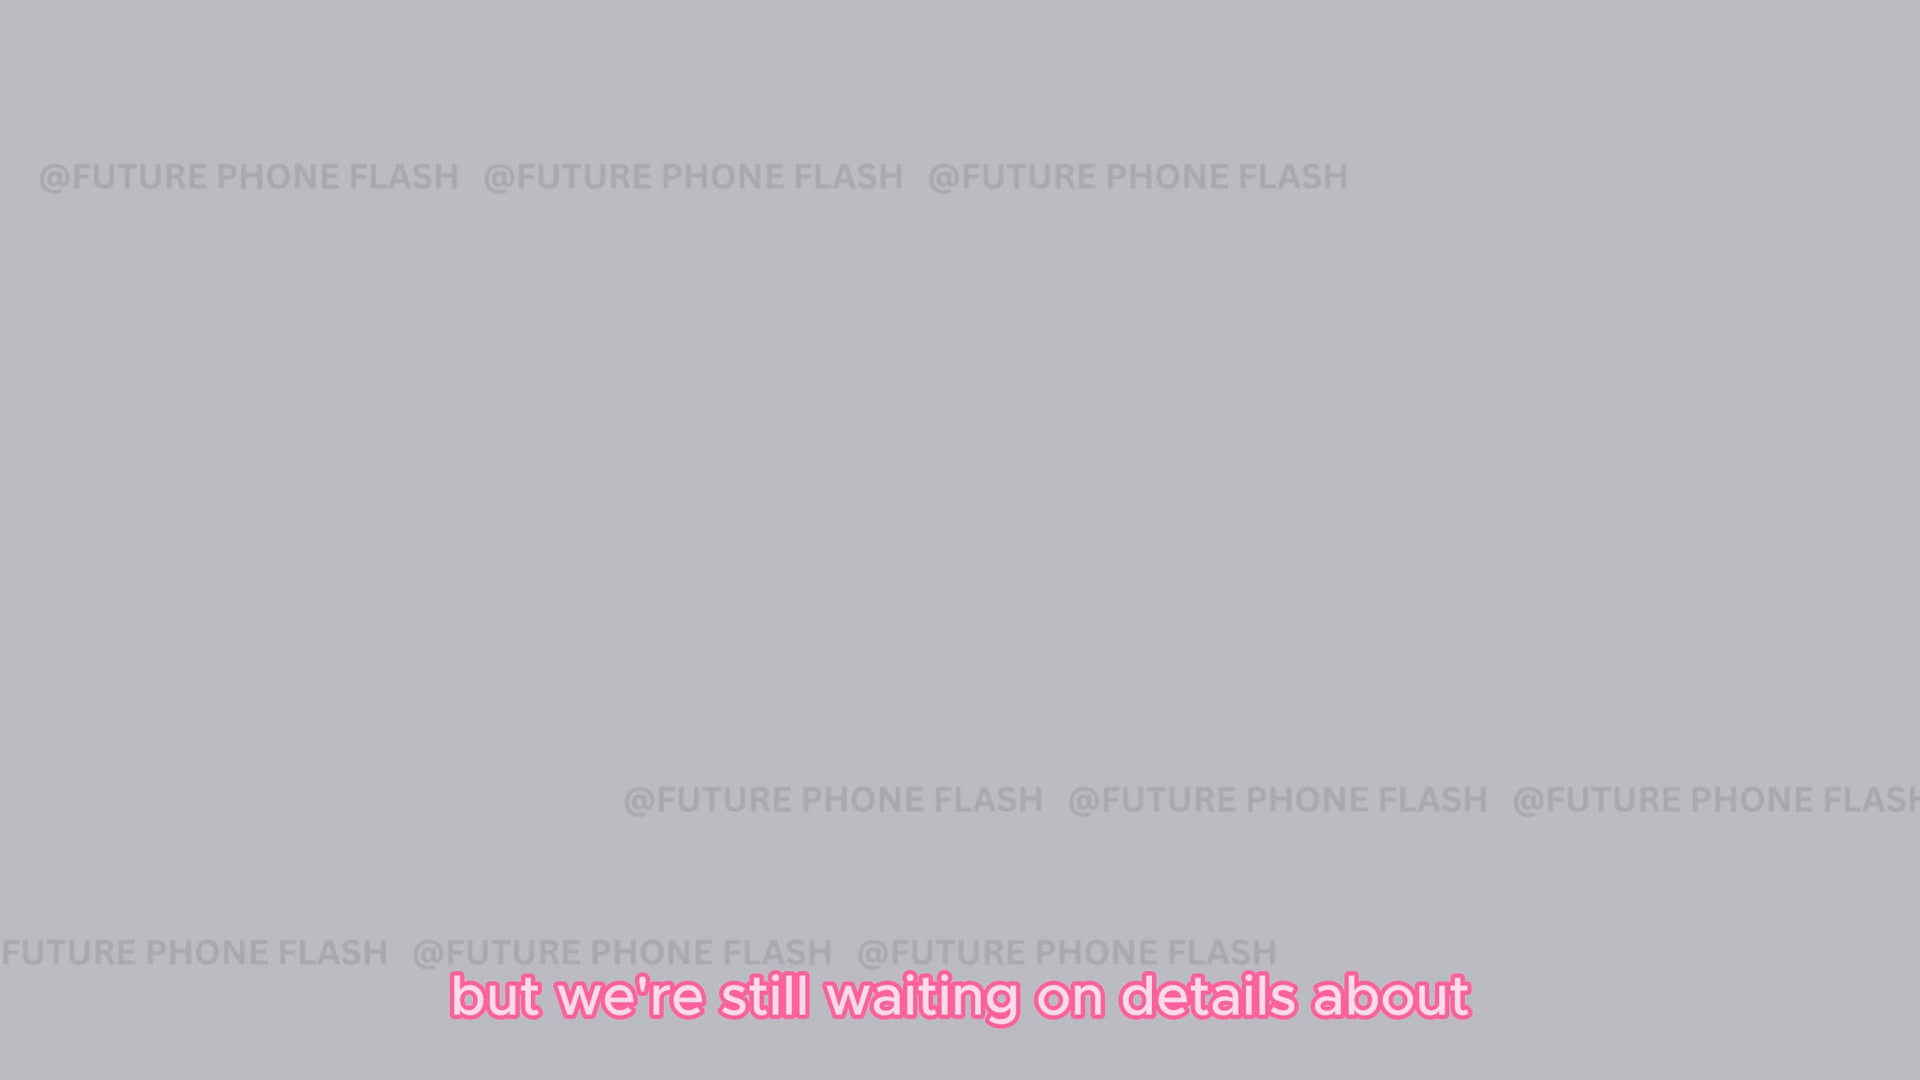 @FUTURE PHONE FLASH @FUTURE PHONE FLASH @FUTURE PHONE FLASH
@FUTURE PHONE FLASH @FUTURE PHONE FLASH @FUTURE PHONE FLASH
FUTURE PHONE FLASH @FUTURE PHONE FLASH @FUTURE PHONE FLASH
but we're still waiting on details about